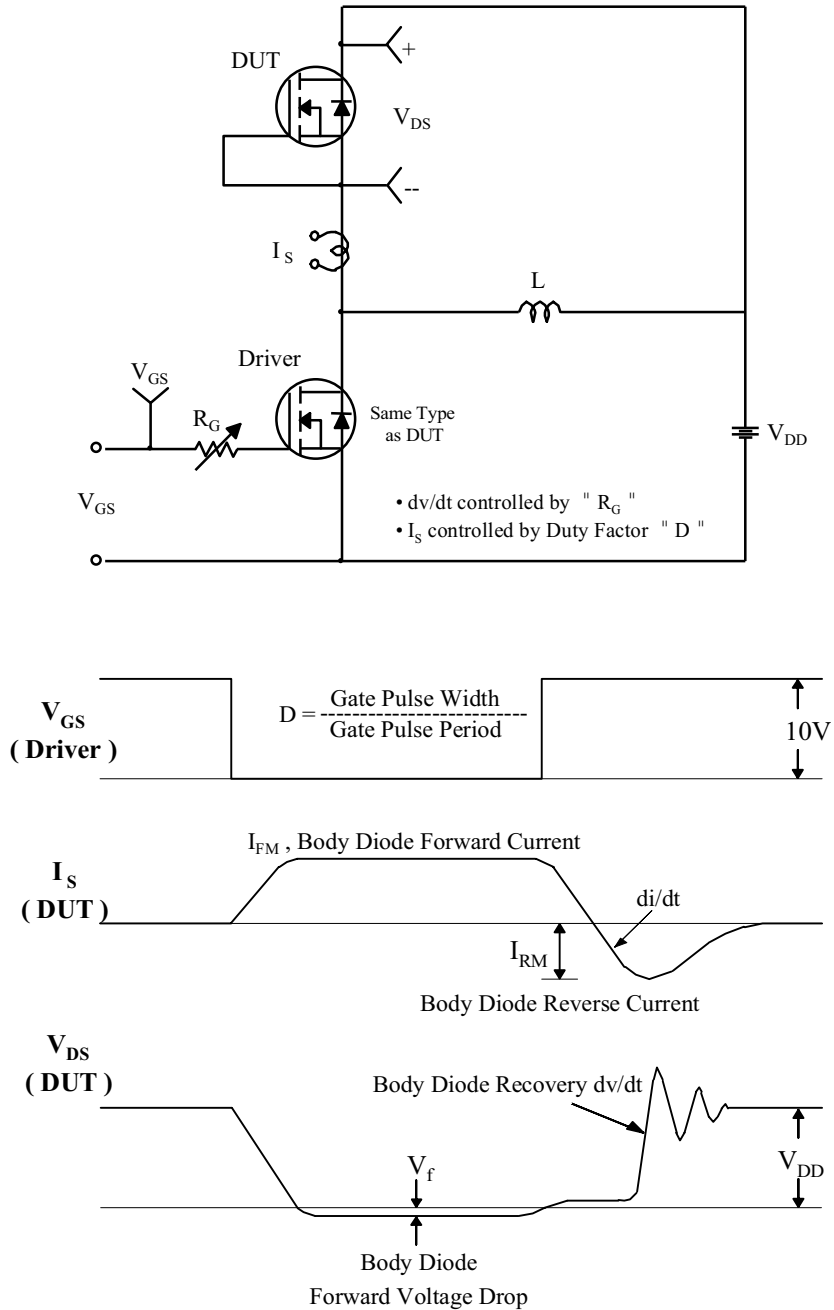 DUT
+
V_DS
--
I_S
L
Driver
V_GS
R_G
Same Type
as DUT
V_DD
V_GS
• dv/dt controlled by " R_G "
• I_S controlled by Duty Factor " D "
V_GS
( Driver )
D = Gate Pulse Width
--------------------------
Gate Pulse Period
10V
I_FM , Body Diode Forward Current
I_S
( DUT )
di/dt
I_RM
Body Diode Reverse Current
V_DS
( DUT )
Body Diode Recovery dv/dt
V_f
V_DD
Body Diode
Forward Voltage Drop